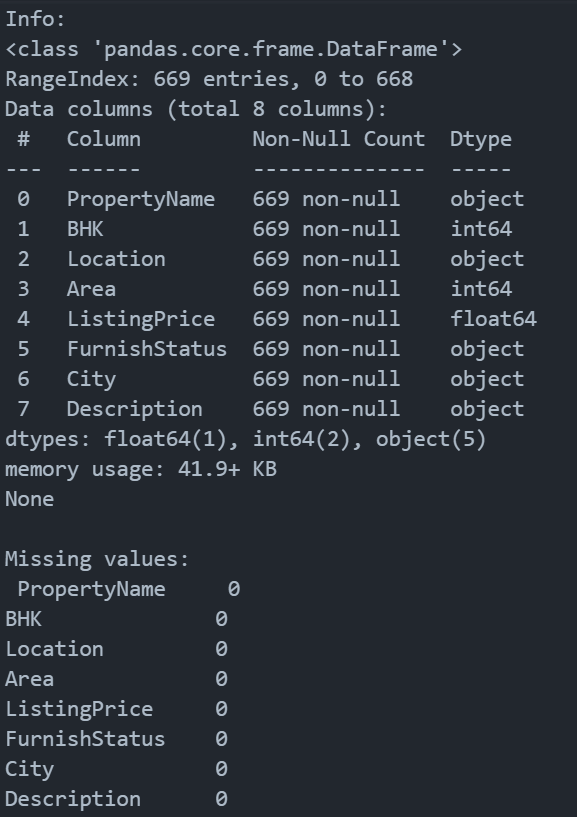 Info:
<class 'pandas.core.frame.DataFrame'>
RangeIndex: 669 entries, 0 to 668
Data columns (total 8 columns):
 #   Column         Non-Null Count  Dtype
---  ------         --------------  -----
 0   PropertyName   669 non-null    object
 1   BHK            669 non-null    int64
 2   Location       669 non-null    object
 3   Area           669 non-null    int64
 4   ListingPrice   669 non-null    float64
 5   FurnishStatus  669 non-null    object
 6   City           669 non-null    object
 7   Description    669 non-null    object
dtypes: float64(1), int64(2), object(5)
memory usage: 41.9+ KB
None

Missing values:
 PropertyName     0
BHK              0
Location         0
Area             0
ListingPrice     0
FurnishStatus    0
City             0
Description      0